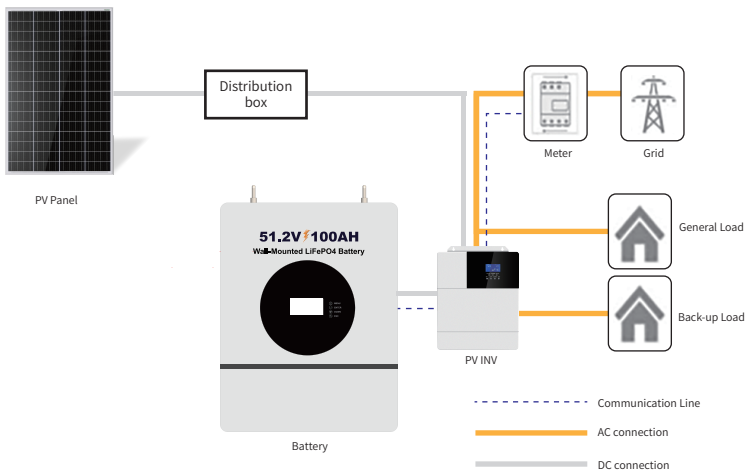 Distribution
box
Meter
Grid
PV Panel
51.2V⚡100AH
Wall-Mounted LiFePO4 Battery
General Load
Back-up Load
PV INV
Battery
Communication Line
AC connection
DC connection